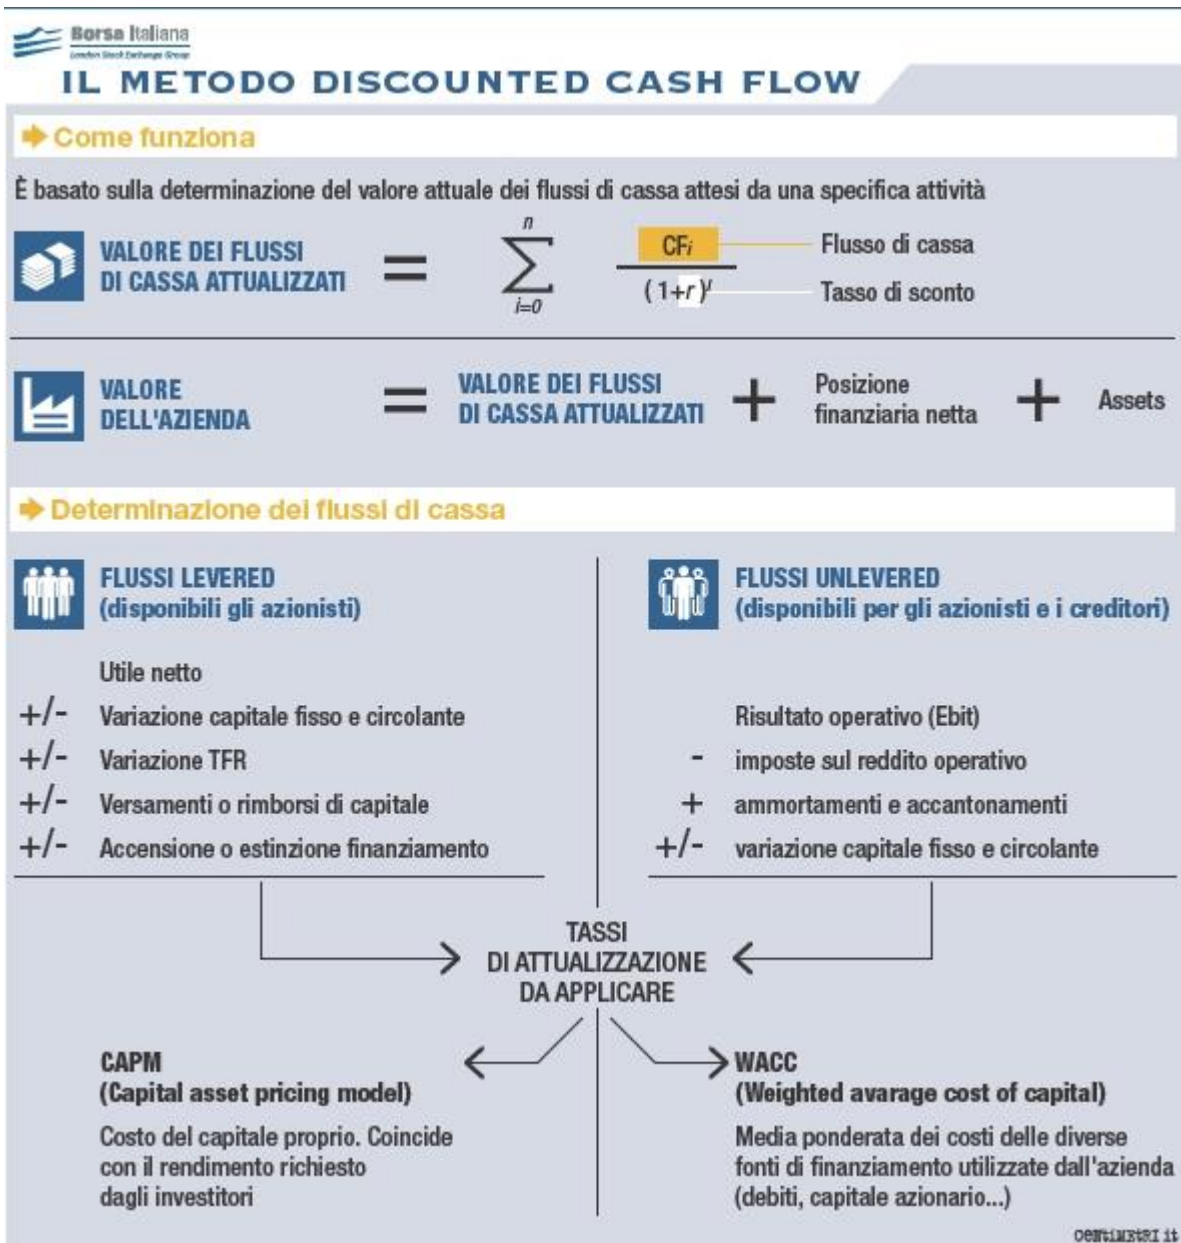 Borsa Italiana
London Stock Exchange Group
IL METODO DISCOUNTED CASH FLOW
Come funziona
È basato sulla determinazione del valore attuale dei flussi di cassa attesi da una specifica attività
VALORE DEI FLUSSI
DI CASSA ATTUALIZZATI
=
n
∑
i=0
CFi
(1+r)i
Flusso di cassa
Tasso di sconto
VALORE
DELL'AZIENDA
=
VALORE DEI FLUSSI
DI CASSA ATTUALIZZATI
+
Posizione
finanziaria netta
+
Assets
Determinazione dei flussi di cassa
FLUSSI LEVERED
(disponibili gli azionisti)
Utile netto
+/- Variazione capitale fisso e circolante
+/- Variazione TFR
+/- Versamenti o rimborsi di capitale
+/- Accensione o estinzione finanziamento
FLUSSI UNLEVERED
(disponibili per gli azionisti e i creditori)
Risultato operativo (Ebit)
- imposte sul reddito operativo
+ ammortamenti e accantonamenti
+/- variazione capitale fisso e circolante
TASSI
DI ATTUALIZZAZIONE
DA APPLICARE
CAPM
(Capital asset pricing model)
Costo del capitale proprio. Coincide
con il rendimento richiesto
dagli investitori
WACC
(Weighted avarage cost of capital)
Media ponderata dei costi delle diverse
fonti di finanziamento utilizzate dall'azienda
(debiti, capitale azionario...)
CENTIMETRI it